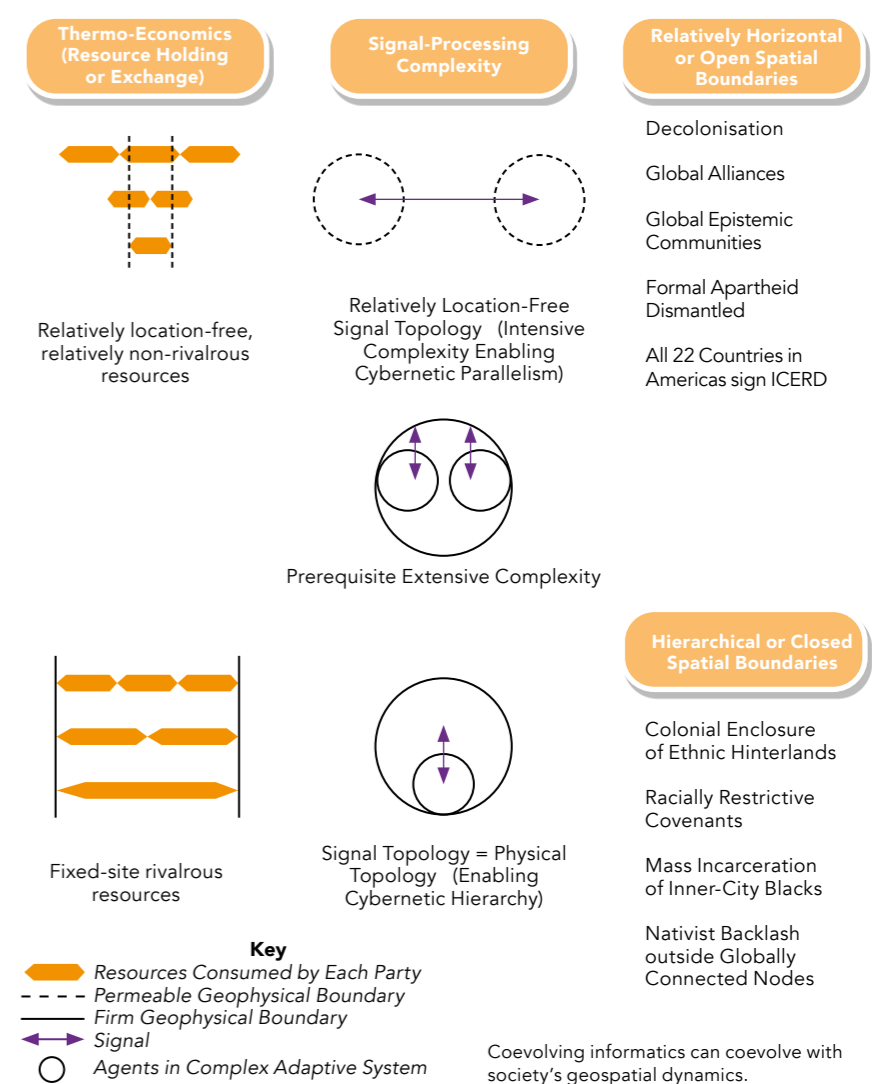 Thermo-Economics
(Resource Holding
or Exchange)
Signal-Processing
Complexity
Relatively Horizontal
or Open Spatial
Boundaries
Relatively location-free,
relatively non-rivalrous
resources
Relatively Location-Free
Signal Topology (Intensive
Complexity Enabling
Cybernetic Parallelism)
Decolonisation
Global Alliances
Global Epistemic
Communities
Formal Apartheid
Dismantled
All 22 Countries in
Americas sign ICERD
Prerequisite Extensive Complexity
Hierarchical or Closed
Spatial Boundaries
Fixed-site rivalrous
resources
Signal Topology = Physical
Topology (Enabling
Cybernetic Hierarchy)
Colonial Enclosure
of Ethnic Hinterlands
Racially Restrictive
Covenants
Mass Incarceration
of Inner-City Blacks
Nativist Backlash
outside Globally
Connected Nodes
Key
Resources Consumed by Each Party
Permeable Geophysical Boundary
Firm Geophysical Boundary
Signal
Agents in Complex Adaptive System
Coevolving informatics can coevolve with
society's geospatial dynamics.